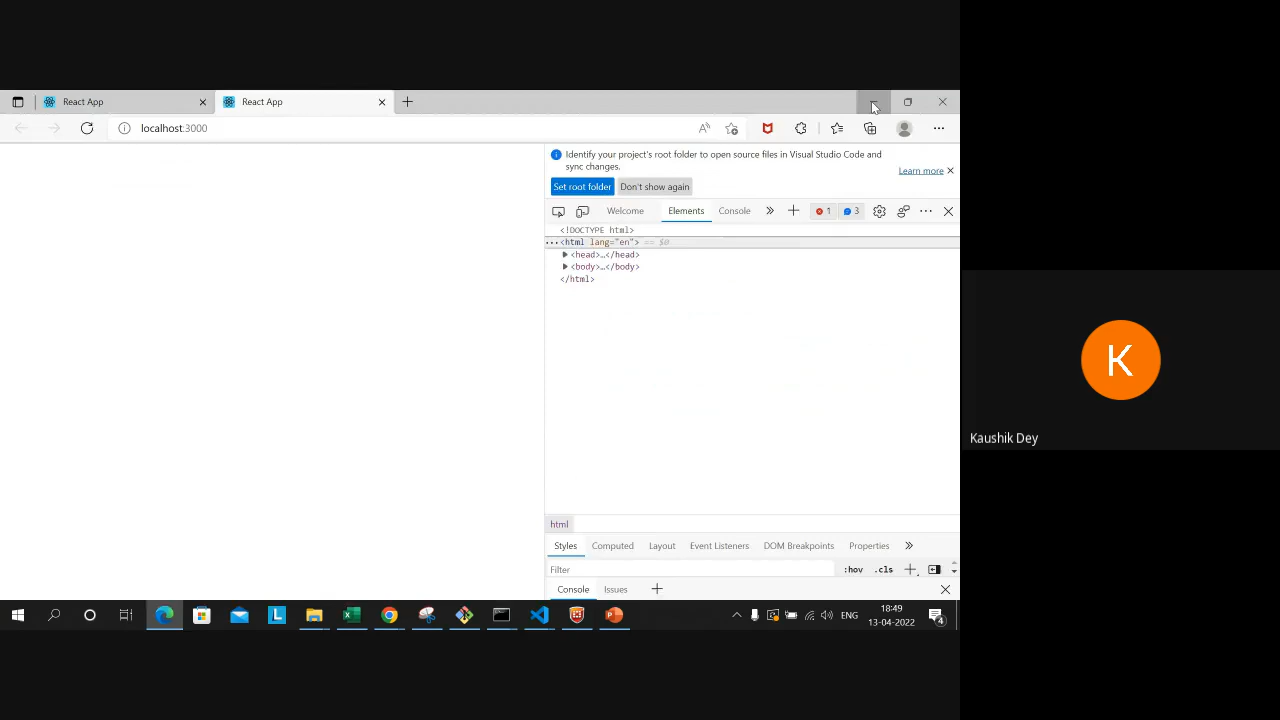 React App
React App
localhost:3000
Identify your project's root folder to open source files in Visual Studio Code and
sync changes.
Learn more
Set root folder
Don't show again
Welcome
Elements
Console
1
3
<!DOCTYPE html>
<html lang="en"> == $0
<head>…</head>
<body>…</body>
</html>
html
Styles
Computed
Layout
Event Listeners
DOM Breakpoints
Properties
Filter
:hov
.cls
Console
Issues
K
Kaushik Dey
ENG
18:49
13-04-2022
4